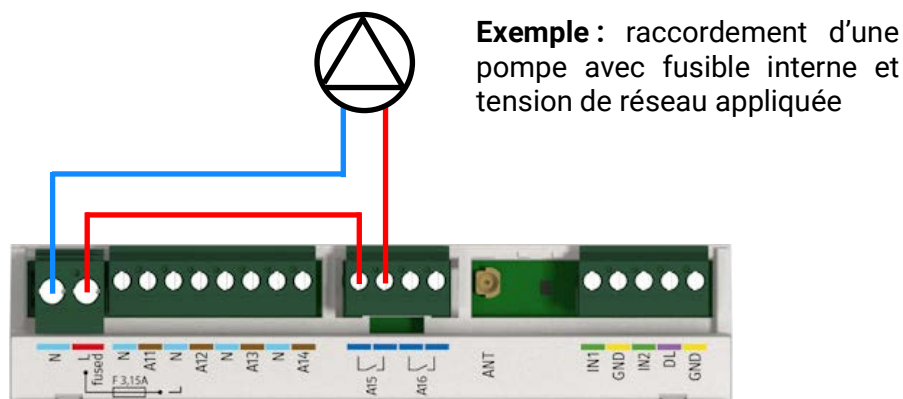 Exemple : raccordement d’une
pompe avec fusible interne et
tension de réseau appliquée
N L fused N A11 N A12 N A13 N A14 A15 A16 ANT IN1 GND IN2 DL GND
F 3,15A L